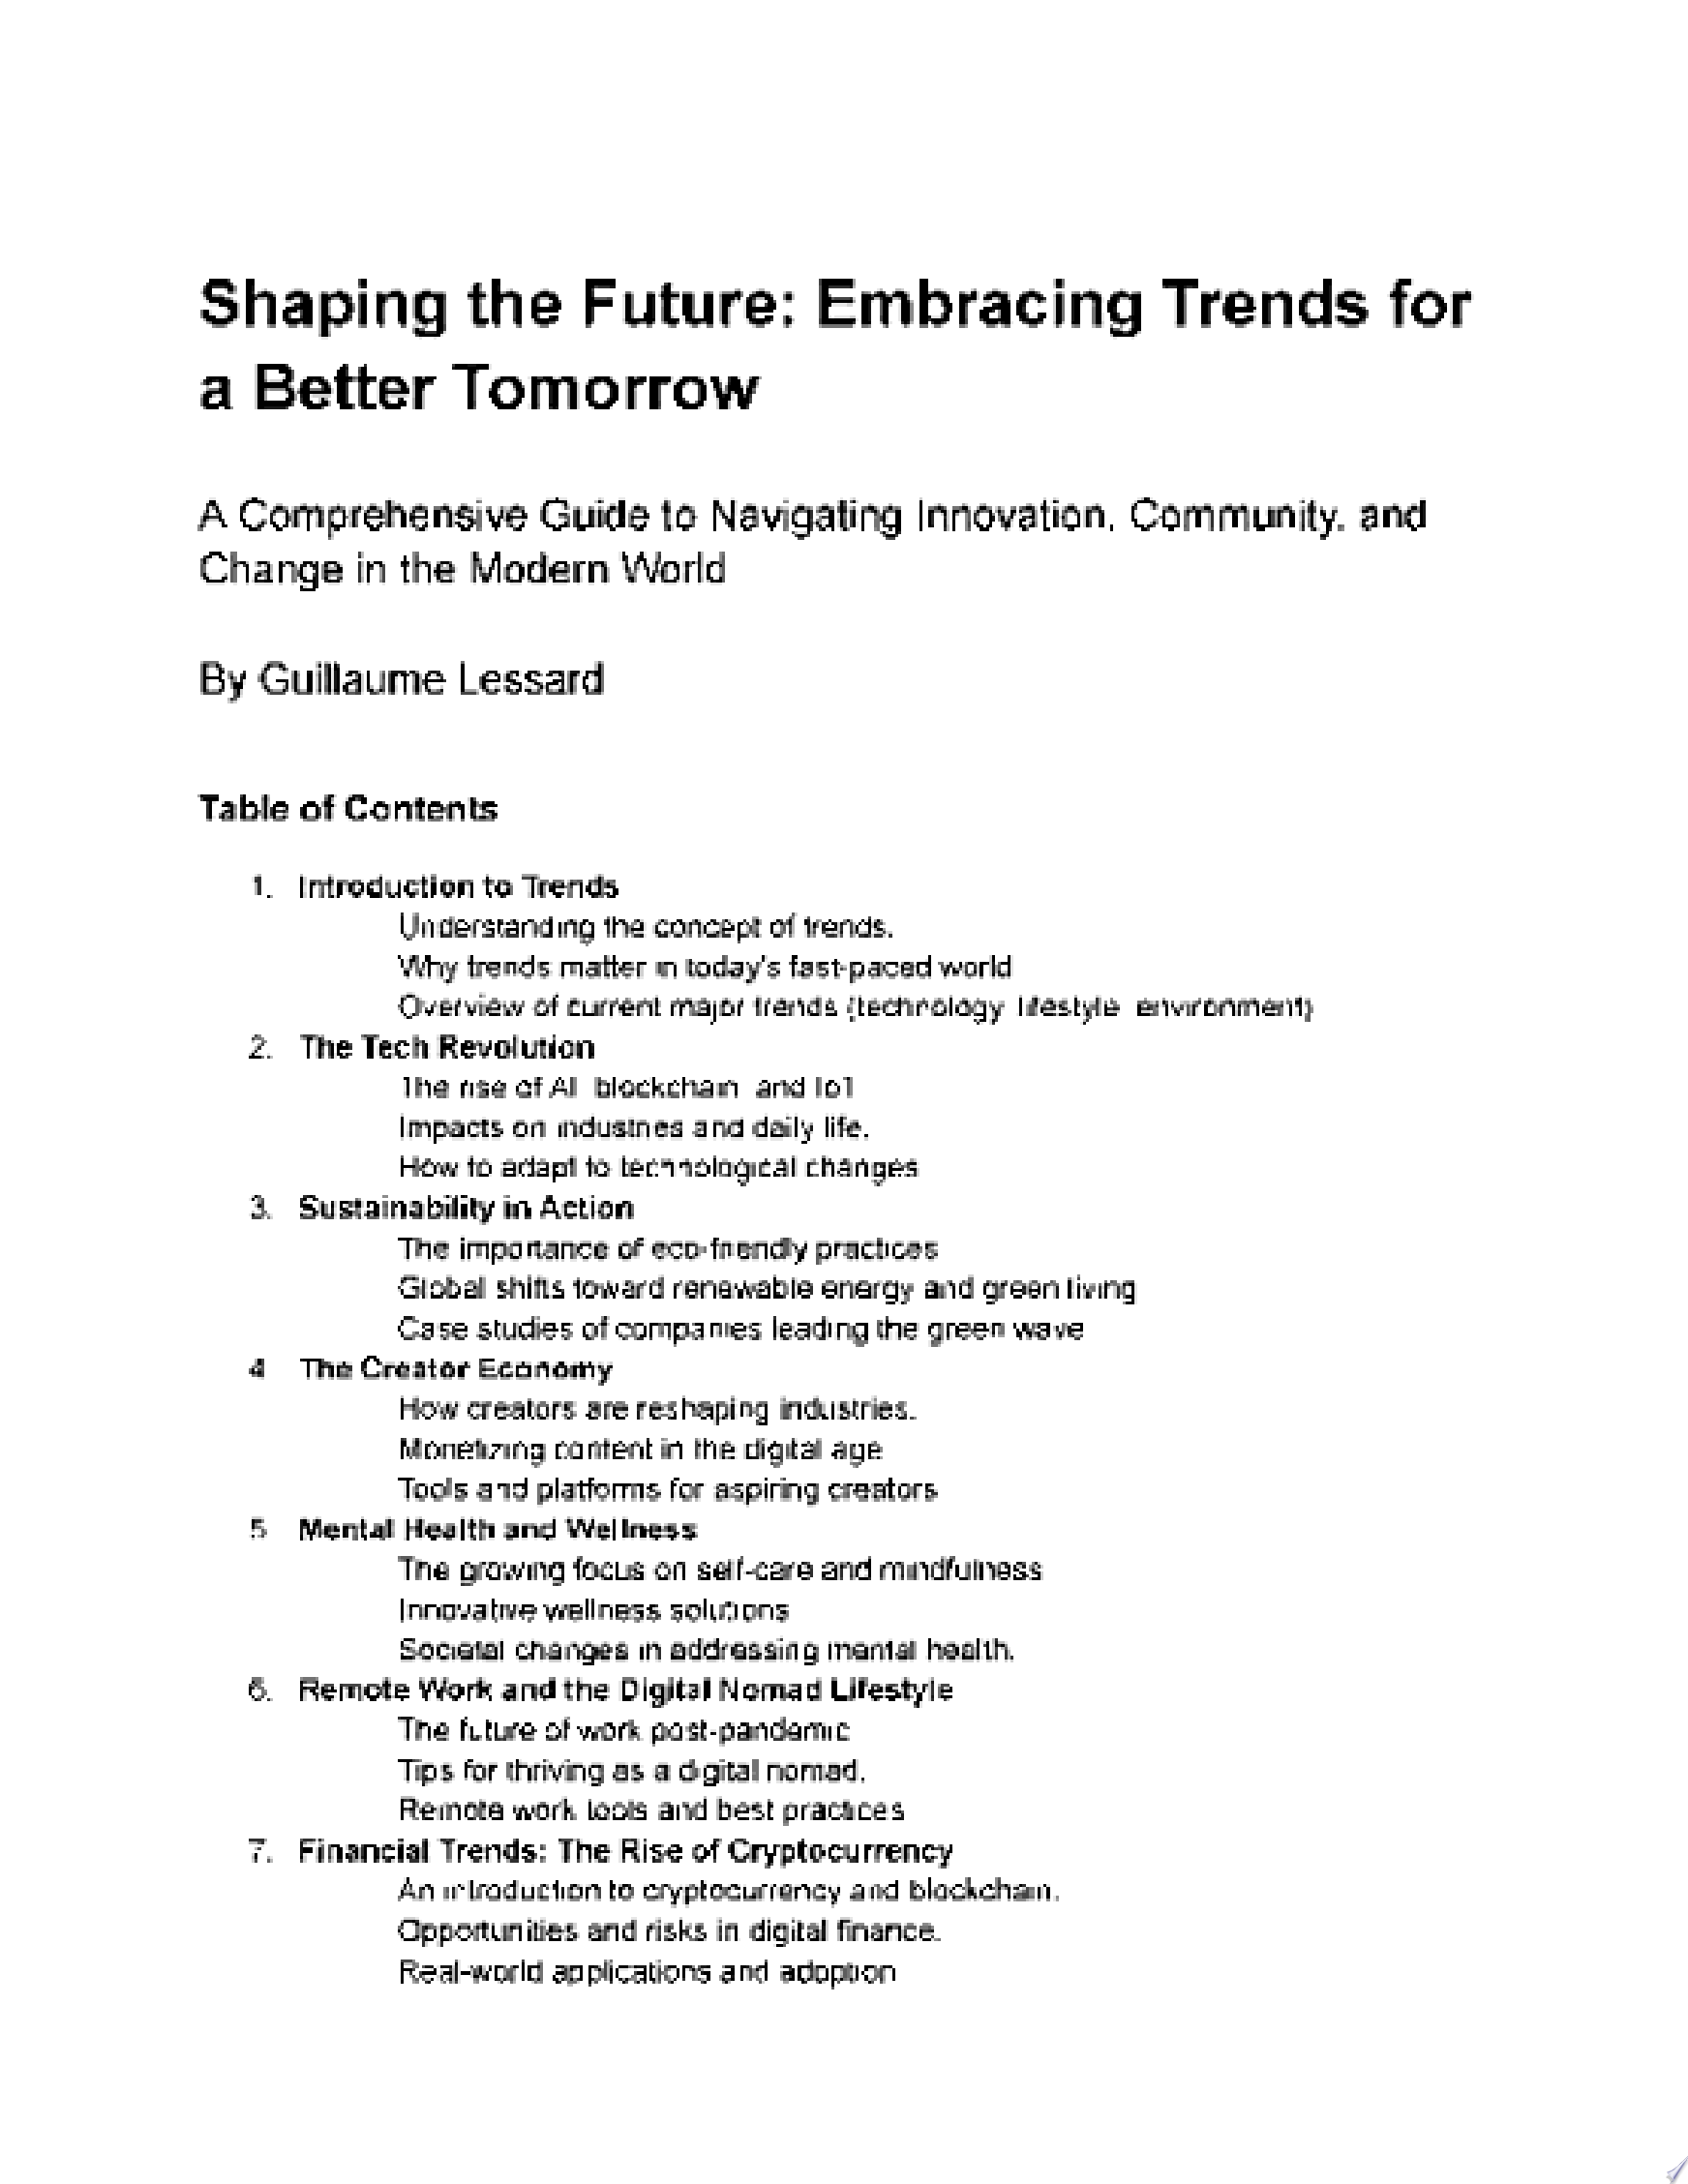 Shaping the Future: Embracing Trends for
a Better Tomorrow
A Comprehensive Guide to Navigating Innovation, Community, and
Change in the Modern World
By Guillaume Lessard
Table of Contents
1. Introduction to Trends
Understanding the concept of trends.
Why trends matter in today's fast-paced world
Overview of current major trends (technology lifestyle environment)
2. The Tech Revolution
The rise of AI blockchain and IoT
Impacts on industries and daily life.
How to adapt to technological changes
3. Sustainability in Action
The importance of eco-friendly practices
Global shifts toward renewable energy and green living
Case studies of companies leading the green wave
4 The Creator Economy
How creators are reshaping industries.
Monetizing content in the digital age
Tools and platforms for aspiring creators
5 Mental Health and Wellness
The growing focus on self-care and mindfulness
Innovative wellness solutions
Societal changes in addressing mental health.
6. Remote Work and the Digital Nomad Lifestyle
The future of work post-pandemic
Tips for thriving as a digital nomad.
Remote work tools and best practices
7. Financial Trends: The Rise of Cryptocurrency
An introduction to cryptocurrency and blockchain.
Opportunities and risks in digital finance.
Real-world applications and adoption